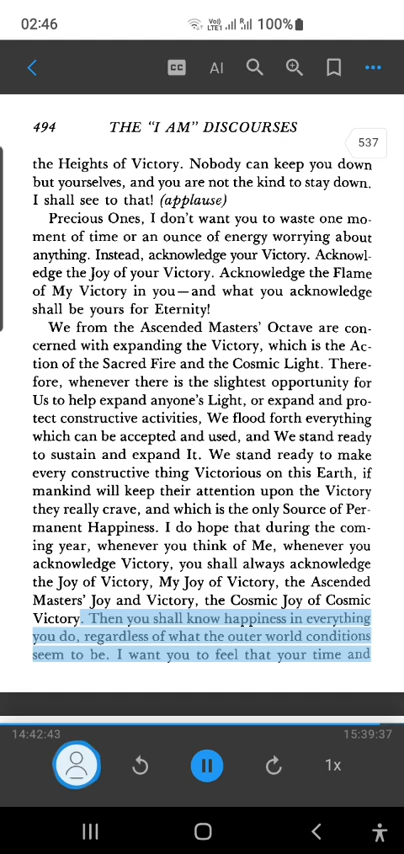 02:46
Vo) LTE1 R 100%
CC AI
494 THE "I AM" DISCOURSES
537
the Heights of Victory. Nobody can keep you down
but yourselves, and you are not the kind to stay down.
I shall see to that! (applause)
Precious Ones, I don't want you to waste one mo-
ment of time or an ounce of energy worrying about
anything. Instead, acknowledge your Victory. Acknowl-
edge the Joy of your Victory. Acknowledge the Flame
of My Victory in you—and what you acknowledge
shall be yours for Eternity!
We from the Ascended Masters' Octave are con-
cerned with expanding the Victory, which is the Ac-
tion of the Sacred Fire and the Cosmic Light. There-
fore, whenever there is the slightest opportunity for
Us to help expand anyone's Light, or expand and pro-
tect constructive activities, We flood forth everything
which can be accepted and used, and We stand ready
to sustain and expand It. We stand ready to make
every constructive thing Victorious on this Earth, if
mankind will keep their attention upon the Victory
they really crave, and which is the only Source of Per-
manent Happiness. I do hope that during the com-
ing year, whenever you think of Me, whenever you
acknowledge Victory, you shall always acknowledge
the Joy of Victory, My Joy of Victory, the Ascended
Masters' Joy and Victory, the Cosmic Joy of Cosmic
Victory. Then you shall know happiness in everything
you do, regardless of what the outer world conditions
seem to be. I want you to feel that your time and
14:42:43 15:39:37
1x